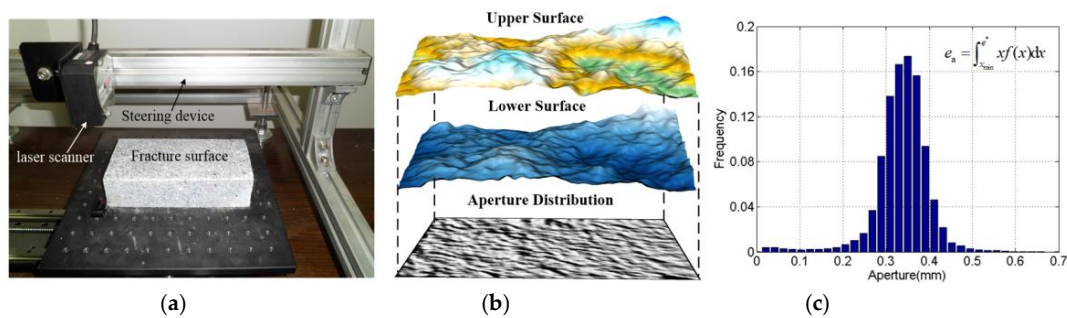 Steering device
laser scanner
Fracture surface
(a)
Upper Surface
Lower Surface
Aperture Distribution
(b)
0.2
0.16
0.12
0.08
0.04
0
Frequency
e_a = ∫_{x_min}^{e*} xf(x)dx
0 0.1 0.2 0.3 0.4 0.5 0.6 0.7
Aperture(mm)
(c)